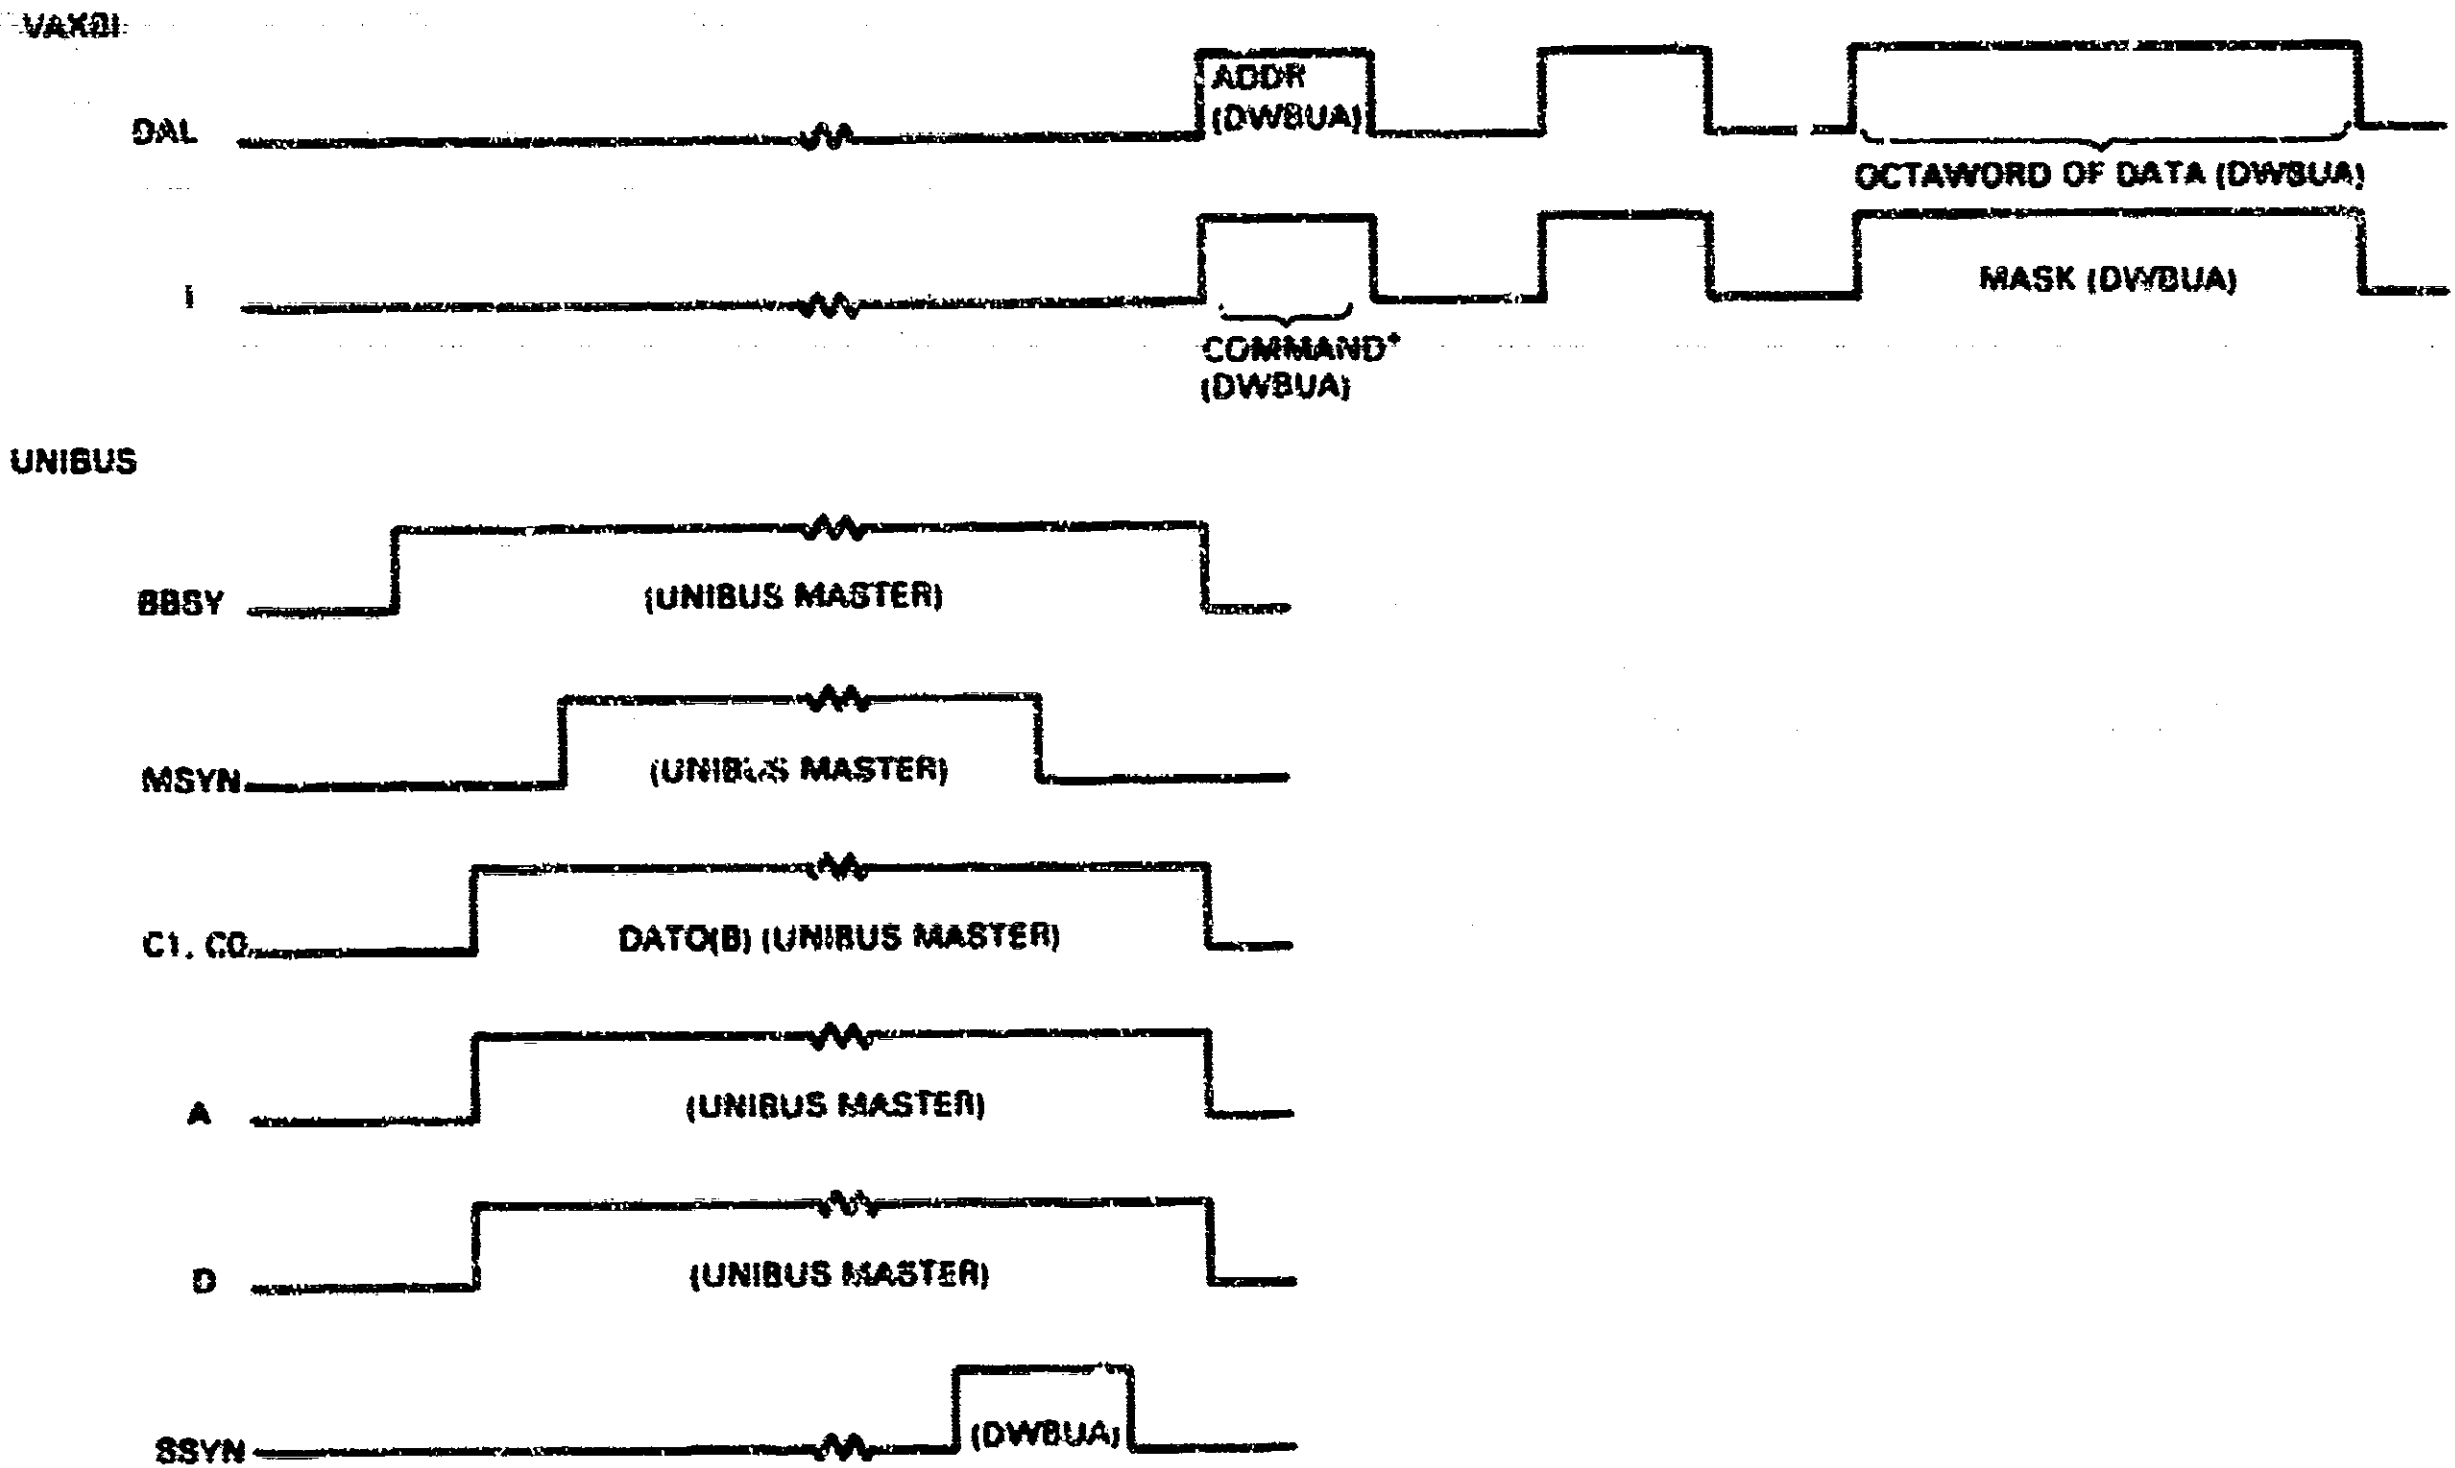 VAXBI
ADDR
(DWBUA)
DAL
OCTAWORD OF DATA (DWBUA)
I
MASK (DWBUA)
COMMAND*
(DWBUA)
UNIBUS
BBSY
(UNIBUS MASTER)
MSYN
(UNIBUS MASTER)
C1, C0
DATO(B) (UNIBUS MASTER)
A
(UNIBUS MASTER)
D
(UNIBUS MASTER)
SSYN
(DWBUA)